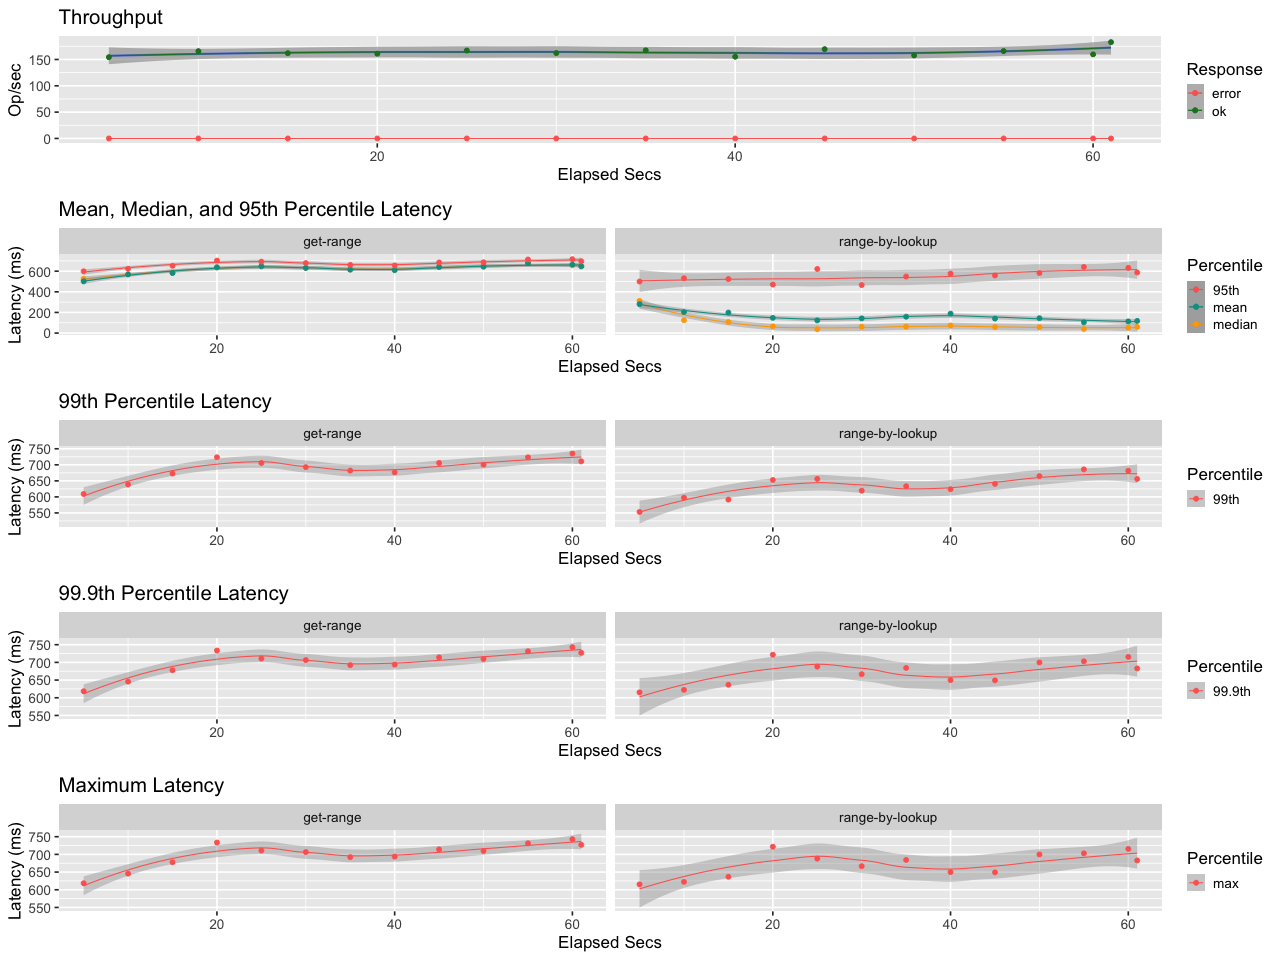 Throughput
Op/sec
150
100
50
0
20 40 60
Elapsed Secs
Response
error
ok
Mean, Median, and 95th Percentile Latency
get-range range-by-lookup
Latency (ms)
600
400
200
0
20 40 60 20 40 60
Elapsed Secs
Percentile
95th
mean
median
99th Percentile Latency
get-range range-by-lookup
Latency (ms)
750
700
650
600
550
20 40 60 20 40 60
Elapsed Secs
Percentile
99th
99.9th Percentile Latency
get-range range-by-lookup
Latency (ms)
750
700
650
600
550
20 40 60 20 40 60
Elapsed Secs
Percentile
99.9th
Maximum Latency
get-range range-by-lookup
Latency (ms)
750
700
650
600
550
20 40 60 20 40 60
Elapsed Secs
Percentile
max